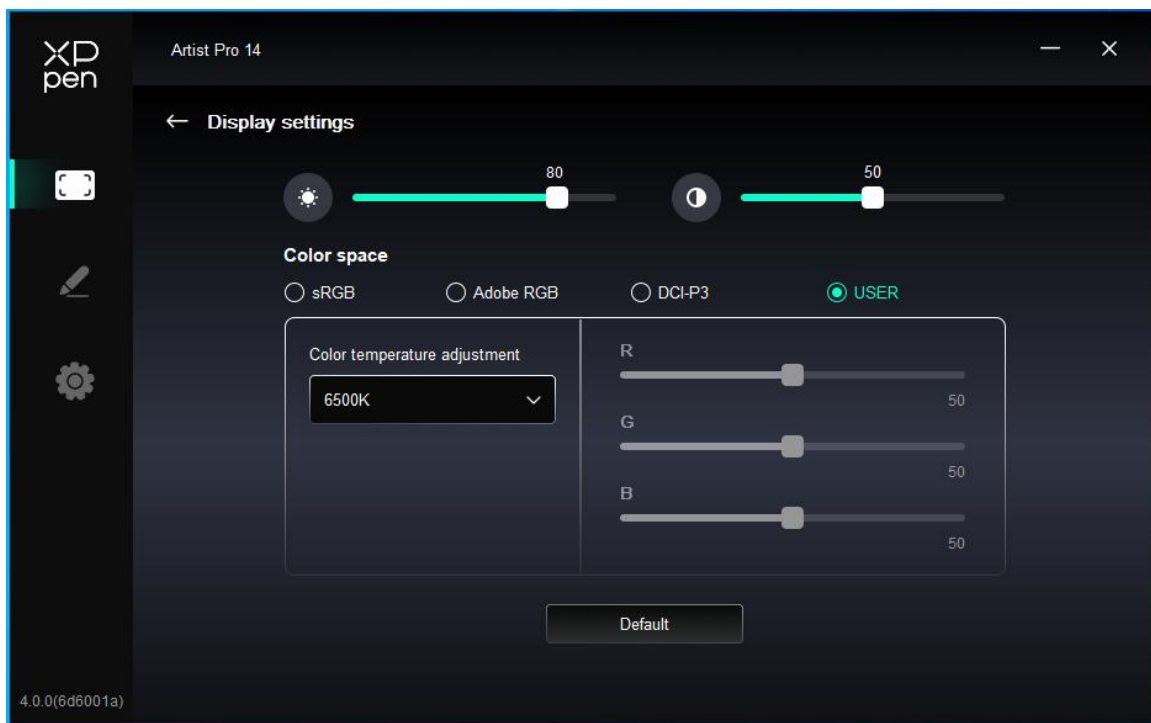 XP
pen
Artist Pro 14
Display settings
80
50
Color space
sRGB
Adobe RGB
DCI-P3
USER
Color temperature adjustment
6500K
R
50
G
50
B
50
Default
4.0.0(6d6001a)